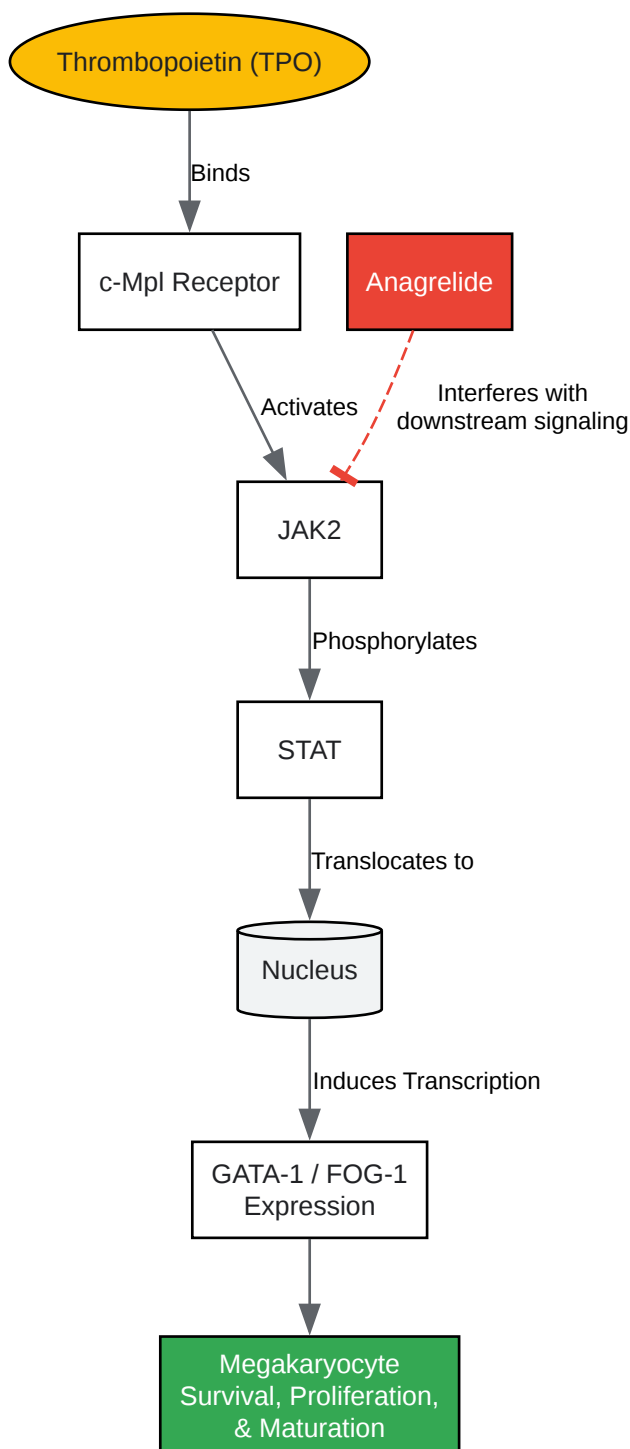 Thrombopoietin (TPO)
Binds
c-Mpl Receptor
Anagrelide
Activates
Interferes with
downstream signaling
JAK2
Phosphorylates
STAT
Translocates to
Nucleus
Induces Transcription
GATA-1 / FOG-1
Expression
Megakaryocyte
Survival, Proliferation,
& Maturation